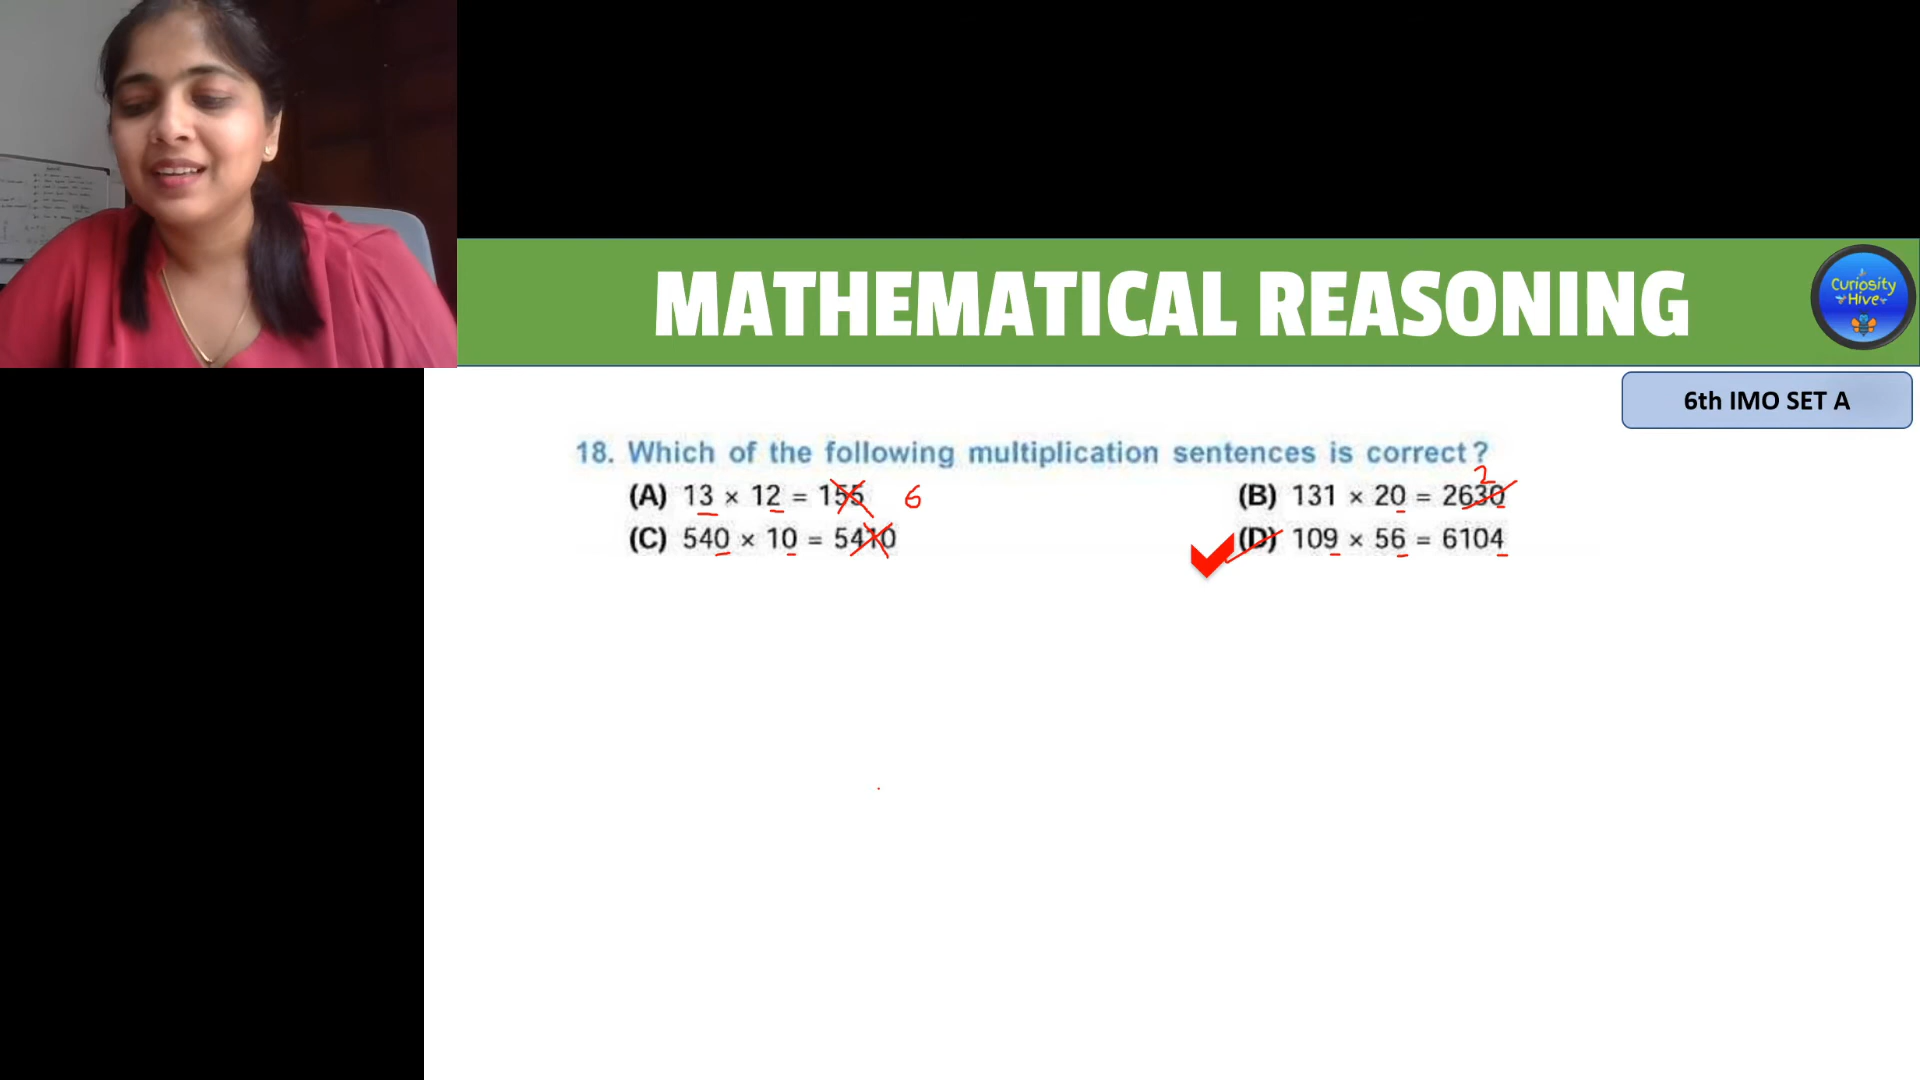 MATHEMATICAL REASONING
Curiosity
Hive
6th IMO SET A
18. Which of the following multiplication sentences is correct?
2
(A) 13 × 12 = 155 6 (B) 131 × 20 = 2630
(C) 540 × 10 = 5410 (D) 109 × 56 = 6104